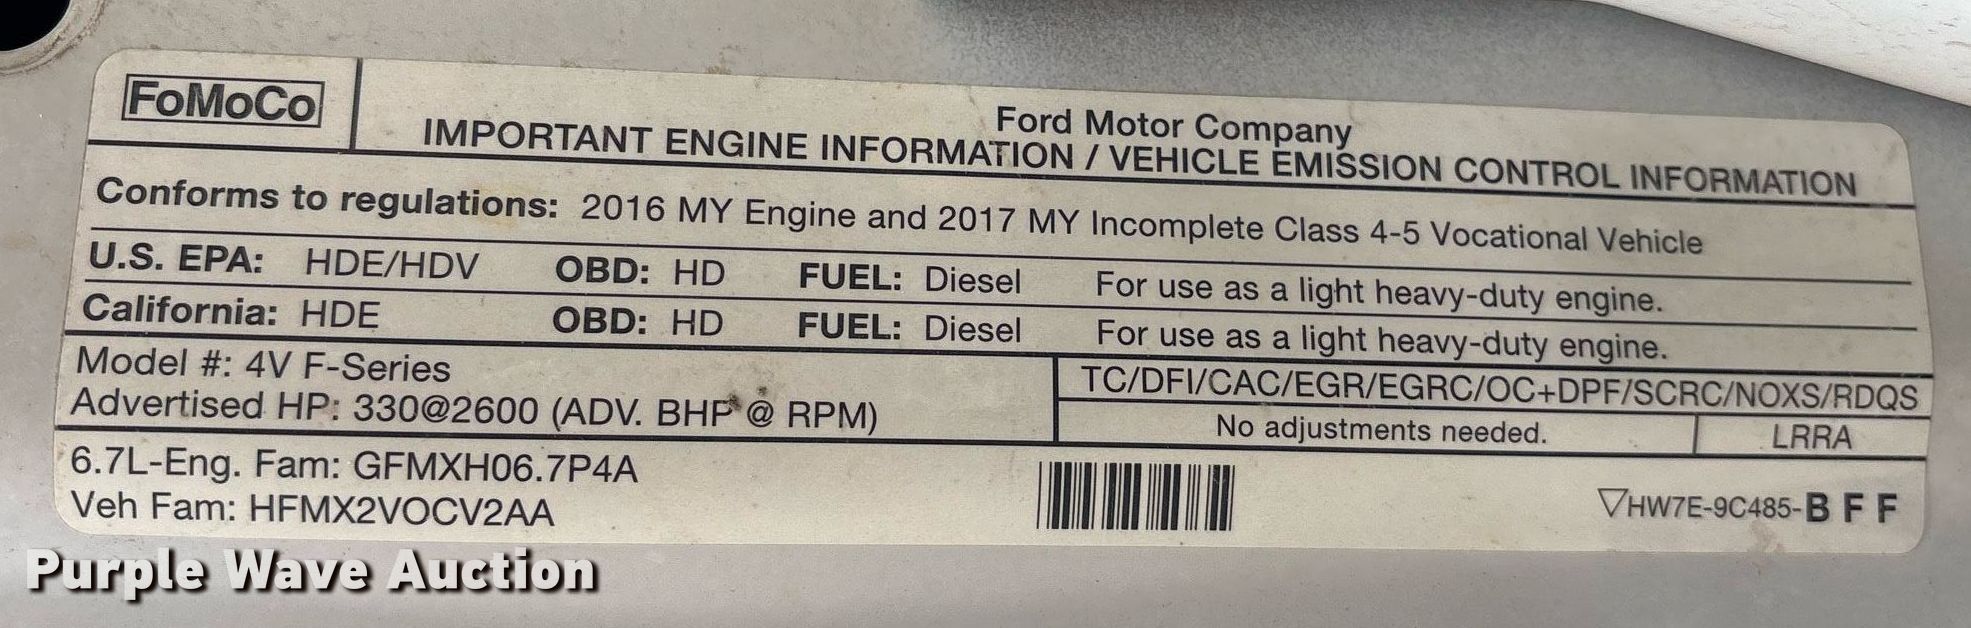 FoMoCo
Ford Motor Company
IMPORTANT ENGINE INFORMATION / VEHICLE EMISSION CONTROL INFORMATION
Conforms to regulations: 2016 MY Engine and 2017 MY Incomplete Class 4-5 Vocational Vehicle
U.S. EPA: HDE/HDV OBD: HD FUEL: Diesel For use as a light heavy-duty engine.
California: HDE OBD: HD FUEL: Diesel For use as a light heavy-duty engine.
Model #: 4V F-Series
Advertised HP: 330@2600 (ADV. BHP @ RPM)
TC/DFI/CAC/EGR/EGRC/OC+DPF/SCRC/NOXS/RDQS
No adjustments needed. LRRA
6.7L-Eng. Fam: GFMXH06.7P4A
Veh Fam: HFMX2VOCV2AA
▽HW7E-9C485-B F F
Purple Wave Auction